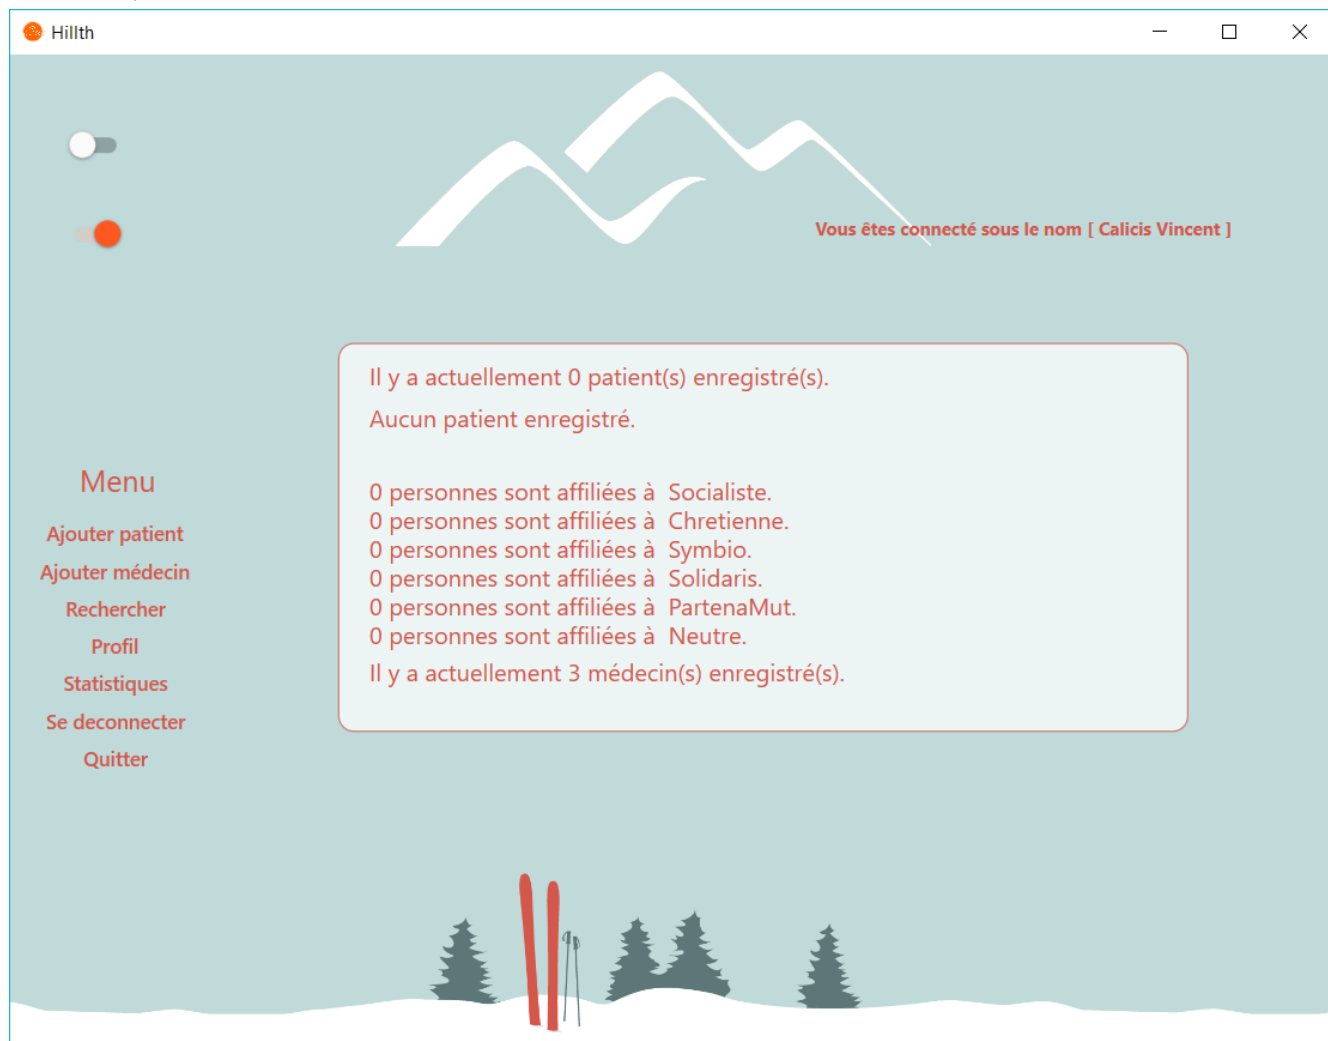 Hillth
Vous êtes connecté sous le nom [ Calicis Vincent ]
Il y a actuellement 0 patient(s) enregistré(s).
Aucun patient enregistré.
0 personnes sont affiliées à  Socialiste.
0 personnes sont affiliées à  Chretienne.
0 personnes sont affiliées à  Symbio.
0 personnes sont affiliées à  Solidaris.
0 personnes sont affiliées à  PartenaMut.
0 personnes sont affiliées à  Neutre.
Il y a actuellement 3 médecin(s) enregistré(s).
Menu
Ajouter patient
Ajouter médecin
Rechercher
Profil
Statistiques
Se deconnecter
Quitter